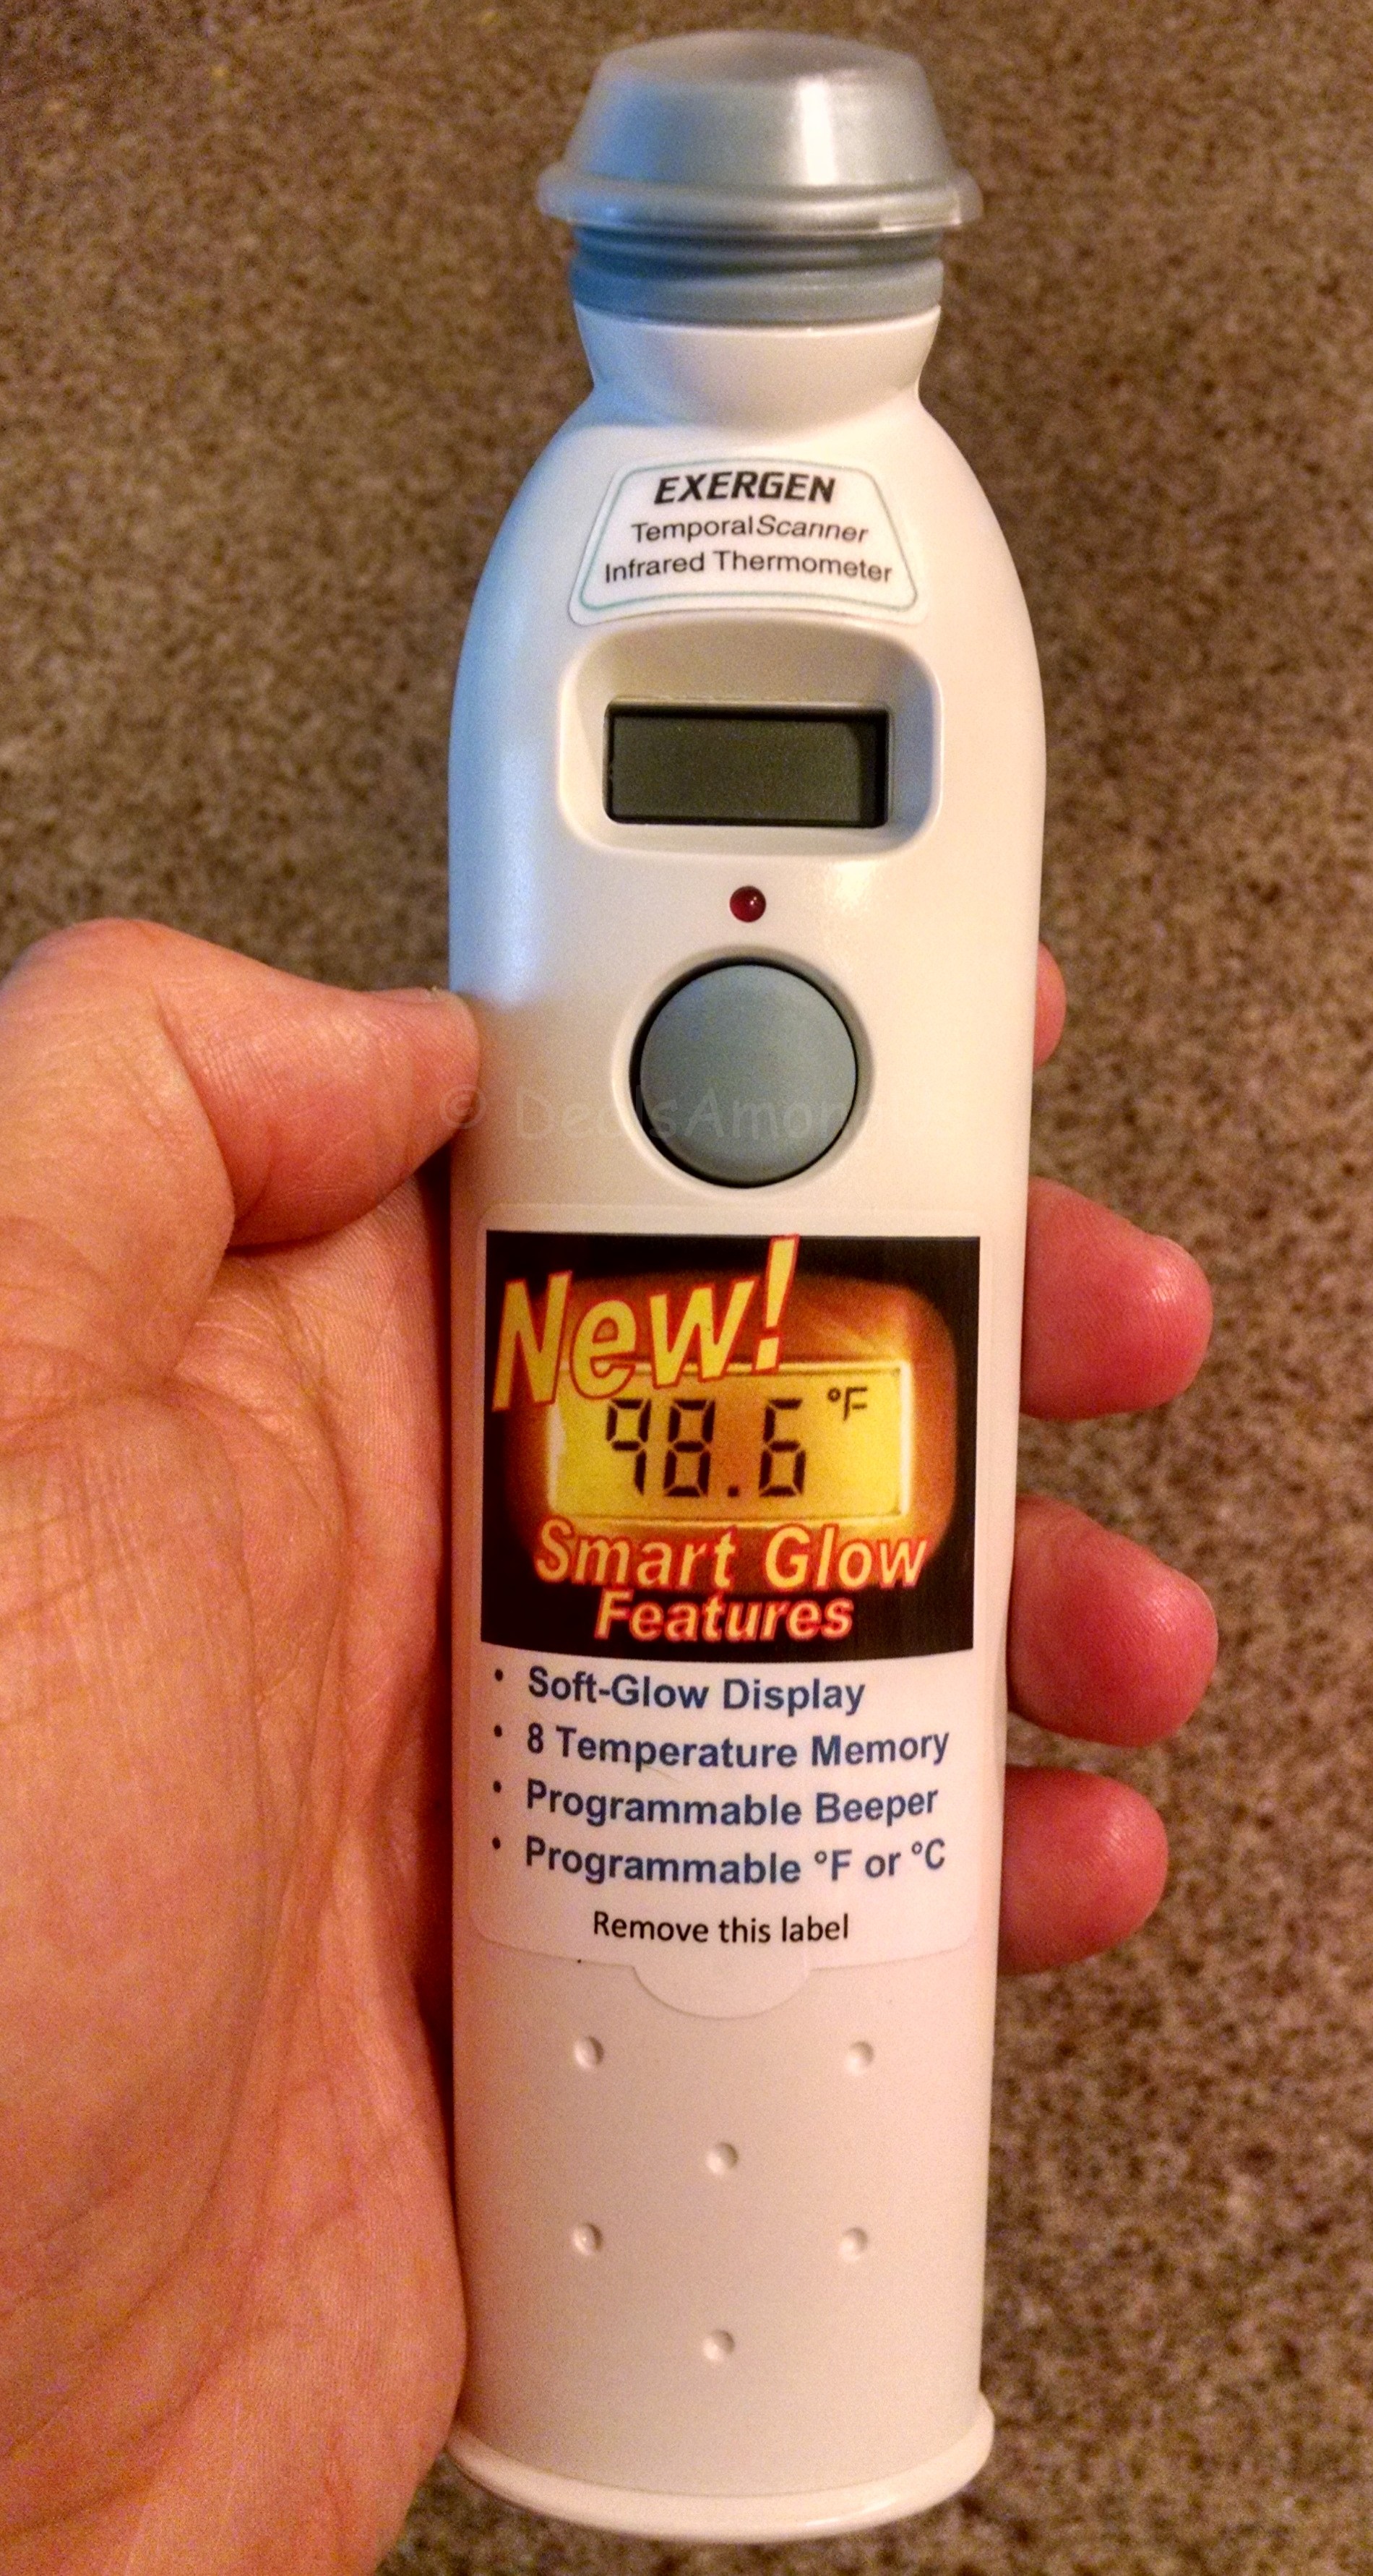 EXERGEN
TemporalScanner
Infrared Thermometer
© DealsAmon
New!
98.6 °F
Smart Glow
Features
• Soft-Glow Display
• 8 Temperature Memory
• Programmable Beeper
• Programmable °F or °C
Remove this label